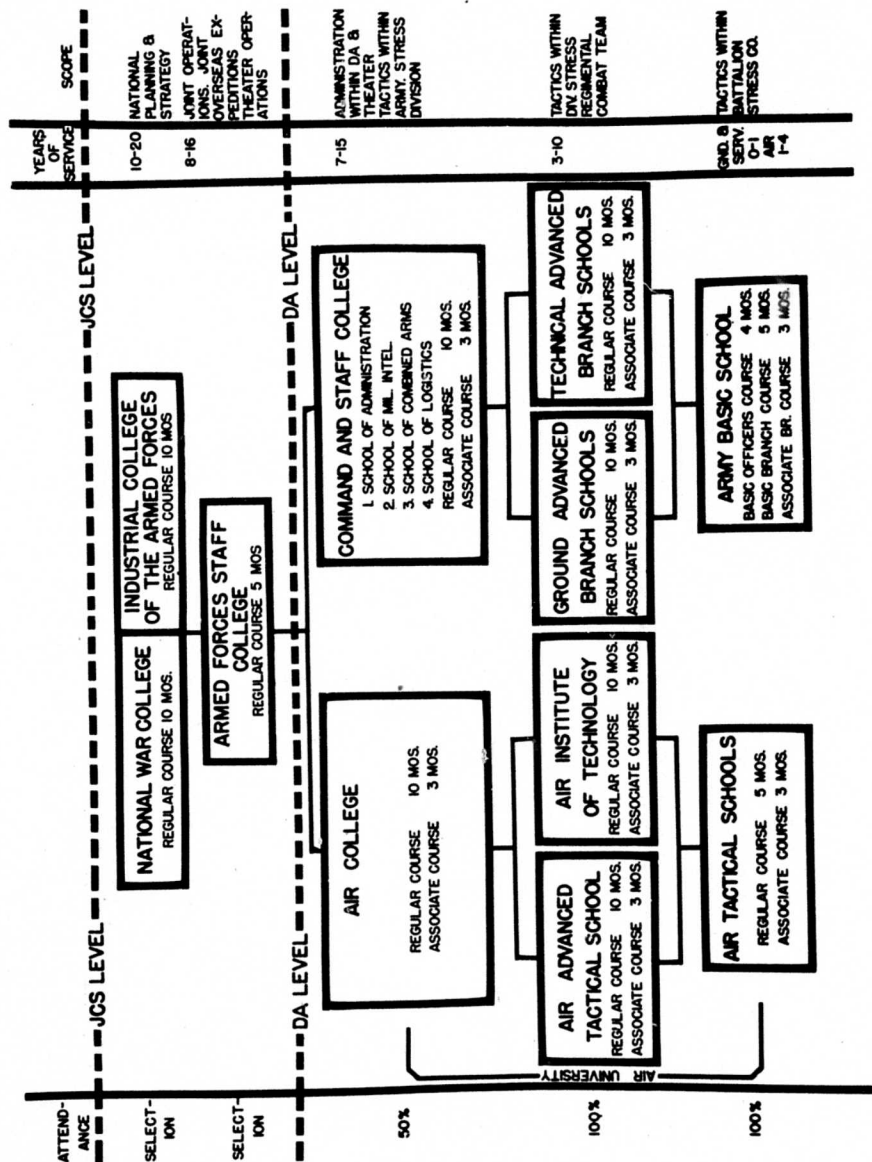 ATTEND-
ANCE
JCS LEVEL
JCS LEVEL
YEARS
OF
SERVICE
SCOPE
SELECT-
ION
NATIONAL WAR COLLEGE
REGULAR COURSE 10 MOS.
INDUSTRIAL COLLEGE
OF THE ARMED FORCES
REGULAR COURSE 10 MOS
10-20
NATIONAL
PLANNING &
STRATEGY
SELECT-
ION
ARMED FORCES STAFF
COLLEGE
REGULAR COURSE 5 MOS
8-16
JOINT OPERAT-
IONS. JOINT
OVERSEAS EX-
PEDITIONS
THEATER OPER-
ATIONS
DA LEVEL
DA LEVEL
50%
AIR COLLEGE
REGULAR COURSE 10 MOS.
ASSOCIATE COURSE 3 MOS.
COMMAND AND STAFF COLLEGE
1. SCHOOL OF ADMINISTRATION
2. SCHOOL OF MIL. INTEL.
3. SCHOOL OF COMBINED ARMS
4. SCHOOL OF LOGISTICS
REGULAR COURSE 10 MOS.
ASSOCIATE COURSE 3 MOS.
7-15
ADMINISTRATION
WITHIN DA &
THEATER
TACTICS WITHIN
ARMY. STRESS
DIVISION
AIR UNIVERSITY
100%
AIR ADVANCED
TACTICAL SCHOOL
REGULAR COURSE 10 MOS.
ASSOCIATE COURSE 3 MOS.
AIR INSTITUTE
OF TECHNOLOGY
REGULAR COURSE 10 MOS.
ASSOCIATE COURSE 3 MOS.
GROUND ADVANCED
BRANCH SCHOOLS
REGULAR COURSE 10 MOS.
ASSOCIATE COURSE 3 MOS.
TECHNICAL ADVANCED
BRANCH SCHOOLS
REGULAR COURSE 10 MOS.
ASSOCIATE COURSE 3 MOS.
3-10
TACTICS WITHIN
DIV. STRESS
REGIMENTAL
COMBAT TEAM
100%
AIR TACTICAL SCHOOLS
REGULAR COURSE 5 MOS.
ASSOCIATE COURSE 3 MOS.
ARMY BASIC SCHOOL
BASIC OFFICERS COURSE 4 MOS.
BASIC BRANCH COURSE 5 MOS.
ASSOCIATE BR. COURSE 3 MOS.
GND. &
SERV.
0-1
AIR
1-4
TACTICS WITHIN
BATTALION
STRESS CO.